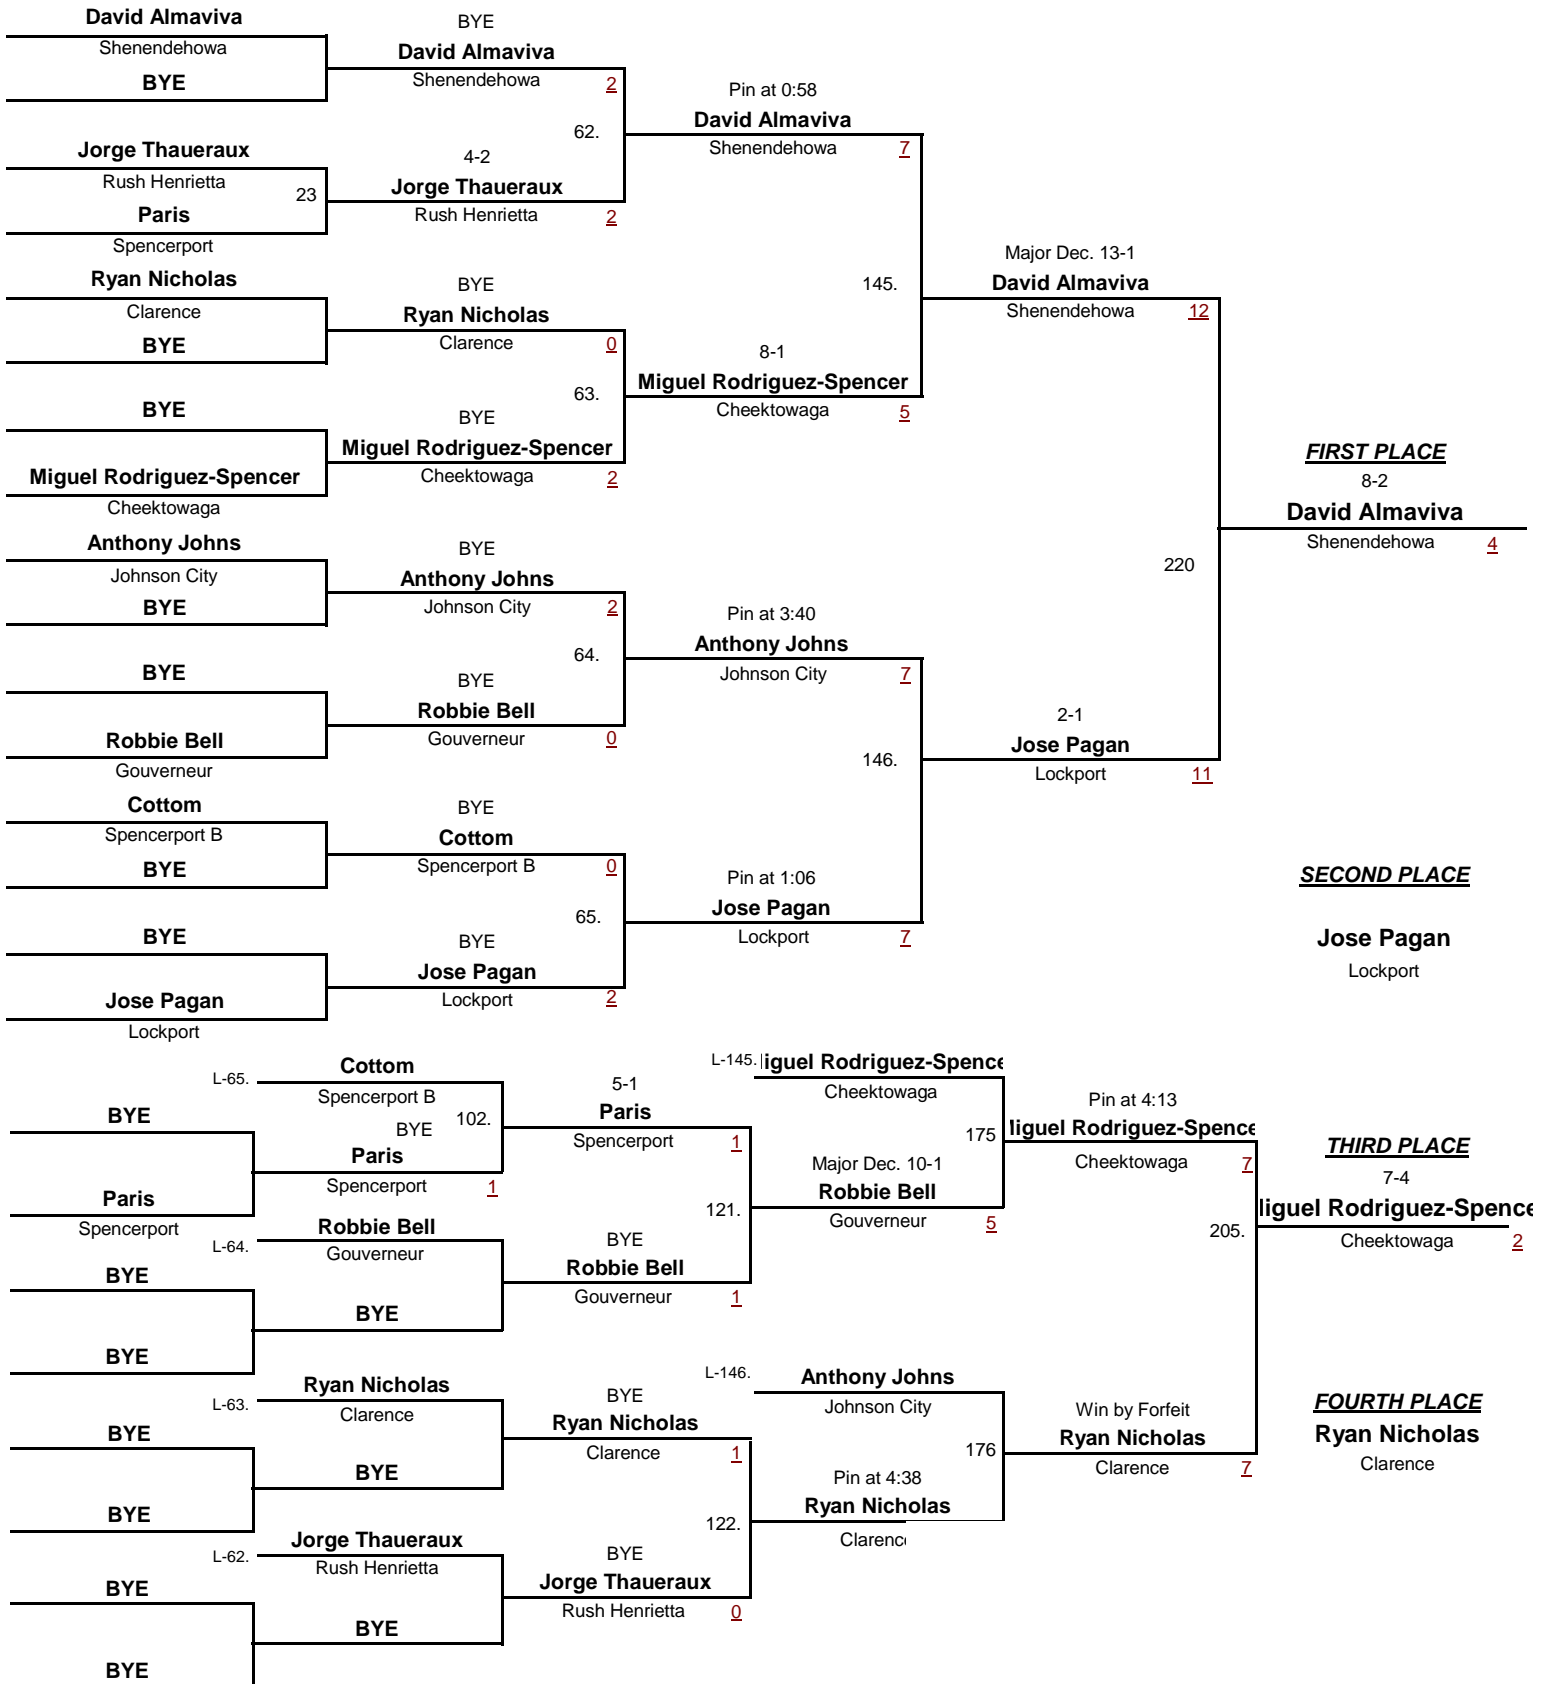 David Almaviva
Shenendehowa
BYE
Jorge Thaueraux
Rush Henrietta
23
Paris
Spencerport
Ryan Nicholas
Clarence
BYE
BYE
Miguel Rodriguez-Spencer
Cheektowaga
Anthony Johns
Johnson City
BYE
BYE
Robbie Bell
Gouverneur
Cottom
Spencerport B
BYE
BYE
Jose Pagan
Lockport
BYE
David Almaviva
Shenendehowa
2
62.
4-2
Jorge Thaueraux
Rush Henrietta
2
BYE
Ryan Nicholas
Clarence
0
63.
BYE
Miguel Rodriguez-Spencer
Cheektowaga
2
BYE
Anthony Johns
Johnson City
2
64.
BYE
Robbie Bell
Gouverneur
0
BYE
Cottom
Spencerport B
0
65.
BYE
Jose Pagan
Lockport
2
Pin at 0:58
David Almaviva
Shenendehowa
7
145.
8-1
Miguel Rodriguez-Spencer
Cheektowaga
5
Pin at 3:40
Anthony Johns
Johnson City
7
146.
Pin at 1:06
Jose Pagan
Lockport
7
Major Dec. 13-1
David Almaviva
Shenendehowa
12
220
2-1
Jose Pagan
Lockport
11
FIRST PLACE
8-2
David Almaviva
Shenendehowa
4
SECOND PLACE
Jose Pagan
Lockport
L-65.
Cottom
Spencerport B
BYE
102.
BYE
Paris
Spencerport
1
Paris
Spencerport
L-64.
Robbie Bell
Gouverneur
BYE
BYE
BYE
L-63.
Ryan Nicholas
Clarence
BYE
BYE
BYE
L-62.
Jorge Thaueraux
Rush Henrietta
BYE
BYE
BYE
5-1
Paris
Spencerport
1
121.
BYE
Robbie Bell
Gouverneur
1
BYE
Ryan Nicholas
Clarence
1
122.
BYE
Jorge Thaueraux
Rush Henrietta
0
L-145.
iguel Rodriguez-Spence
Cheektowaga
175
Major Dec. 10-1
Robbie Bell
Gouverneur
5
L-146.
Anthony Johns
Johnson City
176
Pin at 4:38
Ryan Nicholas
Clarenc
Pin at 4:13
iguel Rodriguez-Spence
Cheektowaga
7
205.
Win by Forfeit
Ryan Nicholas
Clarence
7
THIRD PLACE
7-4
iguel Rodriguez-Spence
Cheektowaga
2
FOURTH PLACE
Ryan Nicholas
Clarence